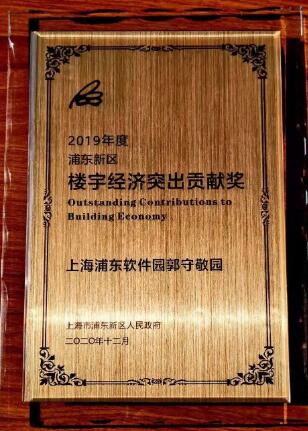 2019年度
浦东新区
楼宇经济突出贡献奖
Outstanding Contributions to
Building Economy
上海浦东软件园郭守敬园
上海市浦东新区人民政府
二〇二〇年十二月